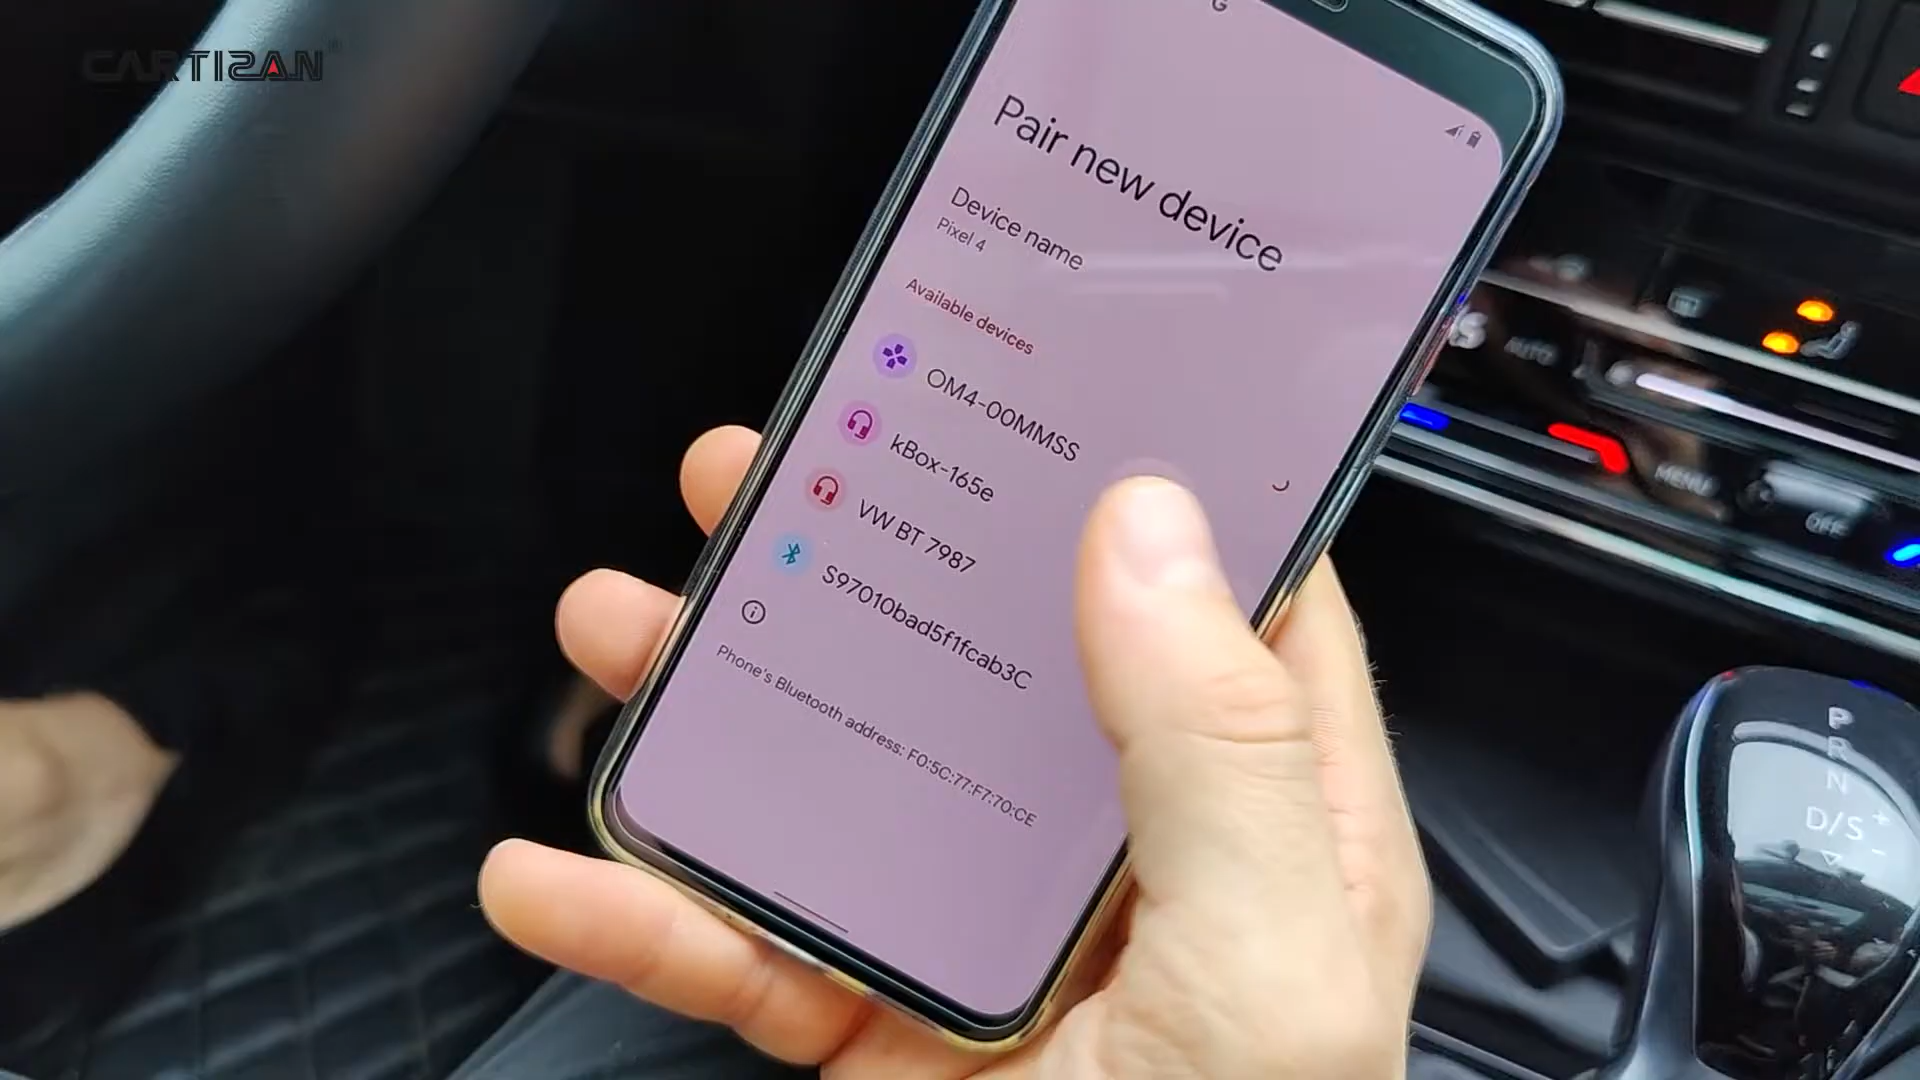 CARTIZAN
G
Pair new device
Device name
Pixel 4
Available devices
OM4-00MMSS
kBox-165e
VW BT 7987
S97010bad5f1fcab3C
Phone's Bluetooth address: F0:5C:77:F7:70:CE
AUTO
MENU
OFF
P
R
N
D/S
+
-